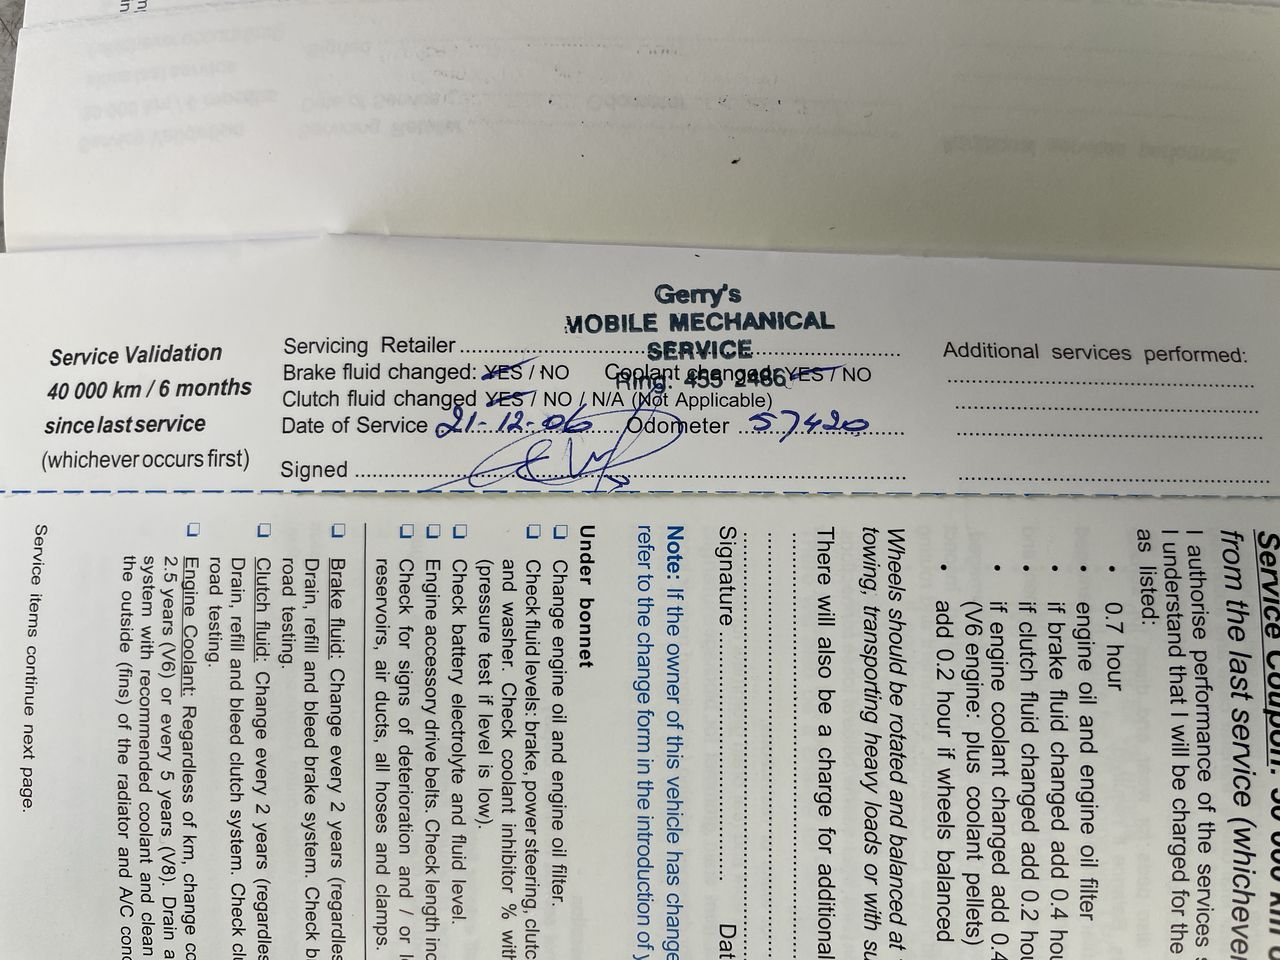 Gerry's
MOBILE MECHANICAL
SERVICE
Ring: 455 2466
Service Validation
40 000 km / 6 months
since last service
(whichever occurs first)
Servicing Retailer
Brake fluid changed: YES / NO Coolant changed: YES / NO
Clutch fluid changed YES / NO / N/A (Not Applicable)
Date of Service 21-12-06 Odometer 57420
Signed
Additional services performed:
Service Coupon:
from the last service (whichever
I authorise performance of the services
I understand that I will be charged for the
as listed:
• 0.7 hour
• engine oil and engine oil filter
• if brake fluid changed add 0.4
• if clutch fluid changed add 0.2
• if engine coolant changed add 0.4
(V6 engine: plus coolant pellets)
• add 0.2 hour if wheels balanced
Wheels should be rotated and balanced at
towing, transporting heavy loads or with
There will also be a charge for additional
Signature
Note: If the owner of this vehicle has change
refer to the change form in the introduction of
Under bonnet
❑ Change engine oil and engine oil filter.
❑ Check fluid levels: brake, power steering, clutc
and washer. Check coolant inhibitor % with
(pressure test if level is low).
❑ Check battery electrolyte and fluid level.
❑ Engine accessory drive belts. Check length inc
❑ Check for signs of deterioration and / or
reservoirs, air ducts, all hoses and clamps.
❑ Brake fluid: Change every 2 years (regardles
Drain, refill and bleed brake system. Check
road testing.
❑ Clutch fluid: Change every 2 years (regardles
Drain, refill and bleed clutch system. Check
road testing.
❑ Engine Coolant: Regardless of km, change
2.5 years (V6) or every 5 years (V8). Drain
system with recommended coolant and clean
the outside (fins) of the radiator and A/C
Service items continue next page.